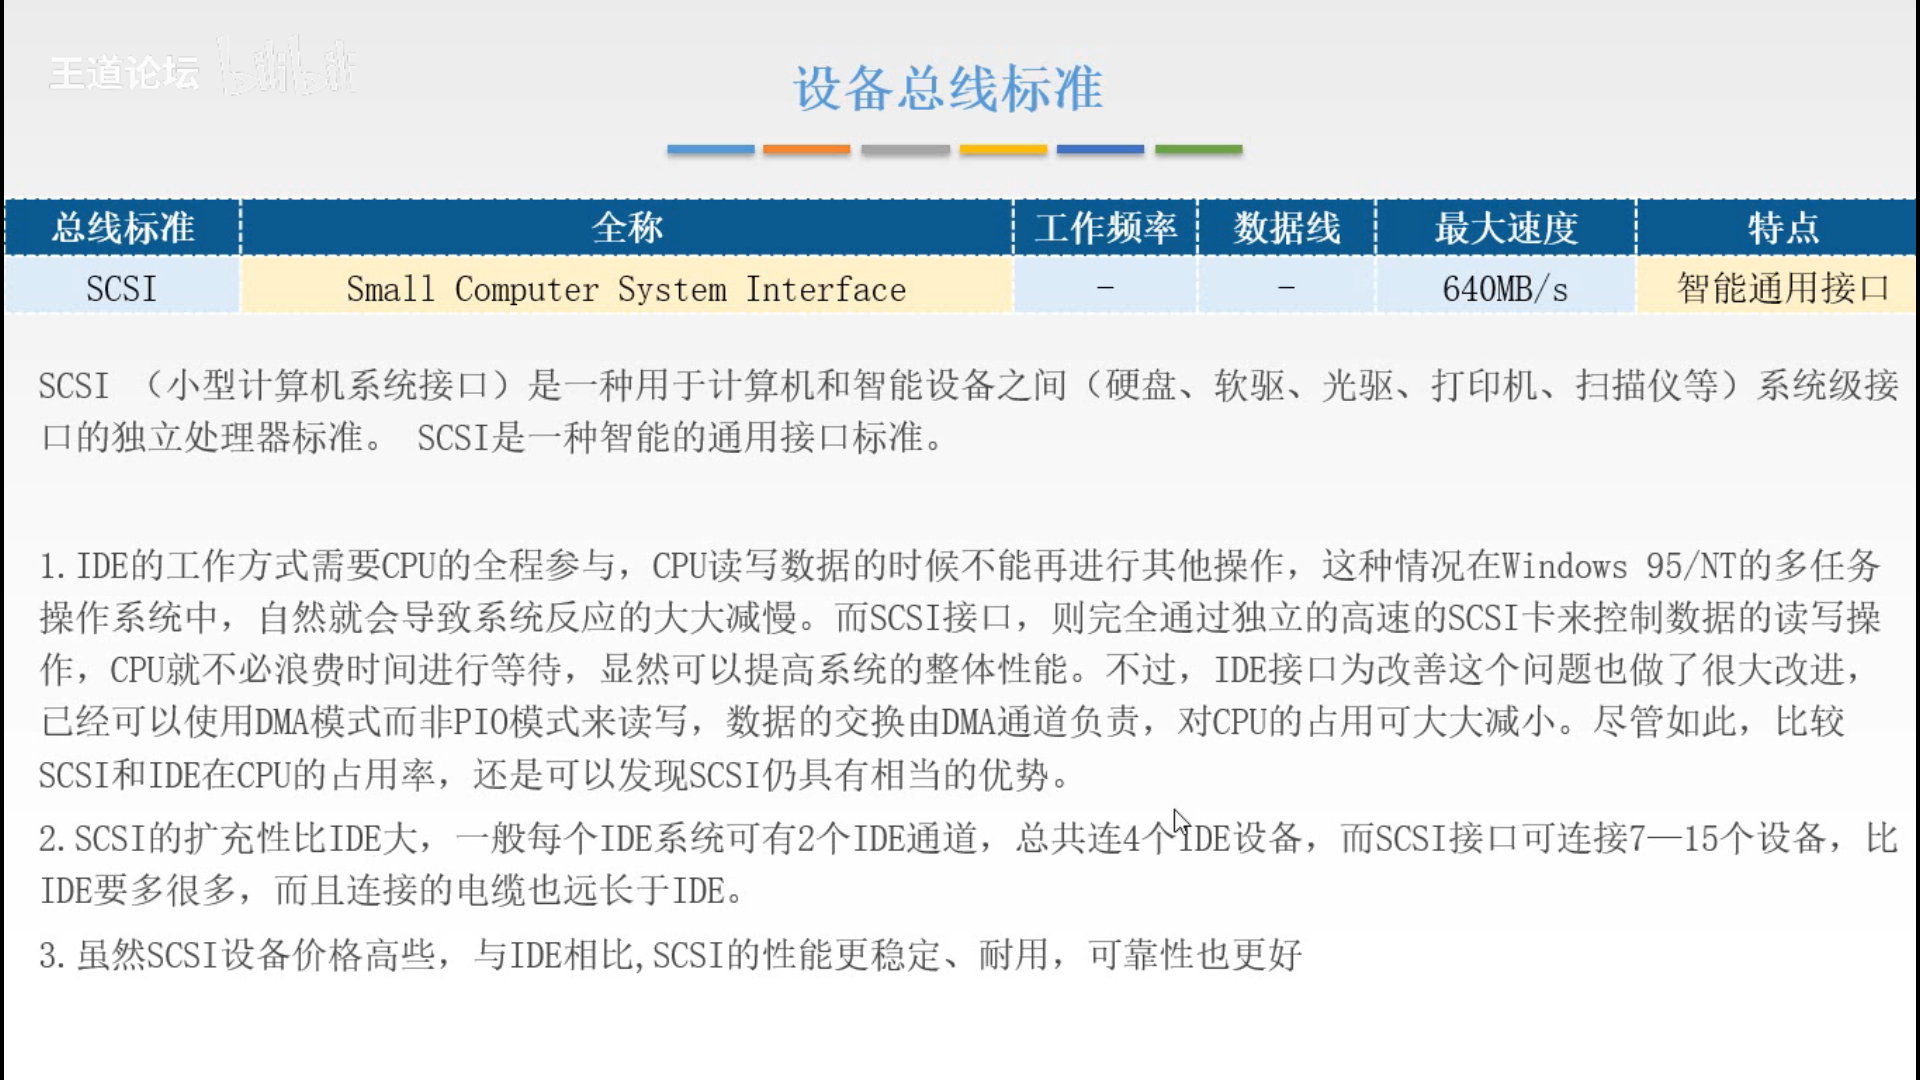 王道论坛 bilibili
设备总线标准
总线标准 全称 工作频率 数据线 最大速度 特点
SCSI Small Computer System Interface - - 640MB/s 智能通用接口
SCSI （小型计算机系统接口）是一种用于计算机和智能设备之间（硬盘、软驱、光驱、打印机、扫描仪等）系统级接
口的独立处理器标准。 SCSI是一种智能的通用接口标准。
1.IDE的工作方式需要CPU的全程参与，CPU读写数据的时候不能再进行其他操作，这种情况在Windows 95/NT的多任务
操作系统中，自然就会导致系统反应的大大减慢。而SCSI接口，则完全通过独立的高速的SCSI卡来控制数据的读写操
作，CPU就不必浪费时间进行等待，显然可以提高系统的整体性能。不过，IDE接口为改善这个问题也做了很大改进，
已经可以使用DMA模式而非PIO模式来读写，数据的交换由DMA通道负责，对CPU的占用可大大减小。尽管如此，比较
SCSI和IDE在CPU的占用率，还是可以发现SCSI仍具有相当的优势。
2.SCSI的扩充性比IDE大，一般每个IDE系统可有2个IDE通道，总共连4个IDE设备，而SCSI接口可连接7—15个设备，比
IDE要多很多，而且连接的电缆也远长于IDE。
3.虽然SCSI设备价格高些，与IDE相比,SCSI的性能更稳定、耐用，可靠性也更好